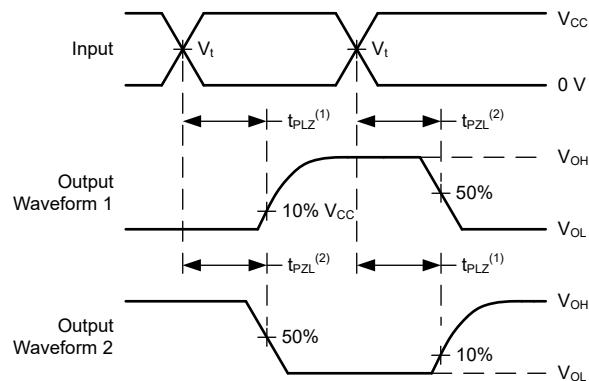 V_CC
Input
V_t
V_t
0 V
t_PLZ^(1)
t_PZL^(2)
V_OH
Output
Waveform 1
10% V_CC
50%
V_OL
t_PZL^(2)
t_PLZ^(1)
V_OH
Output
Waveform 2
50%
10%
V_OL